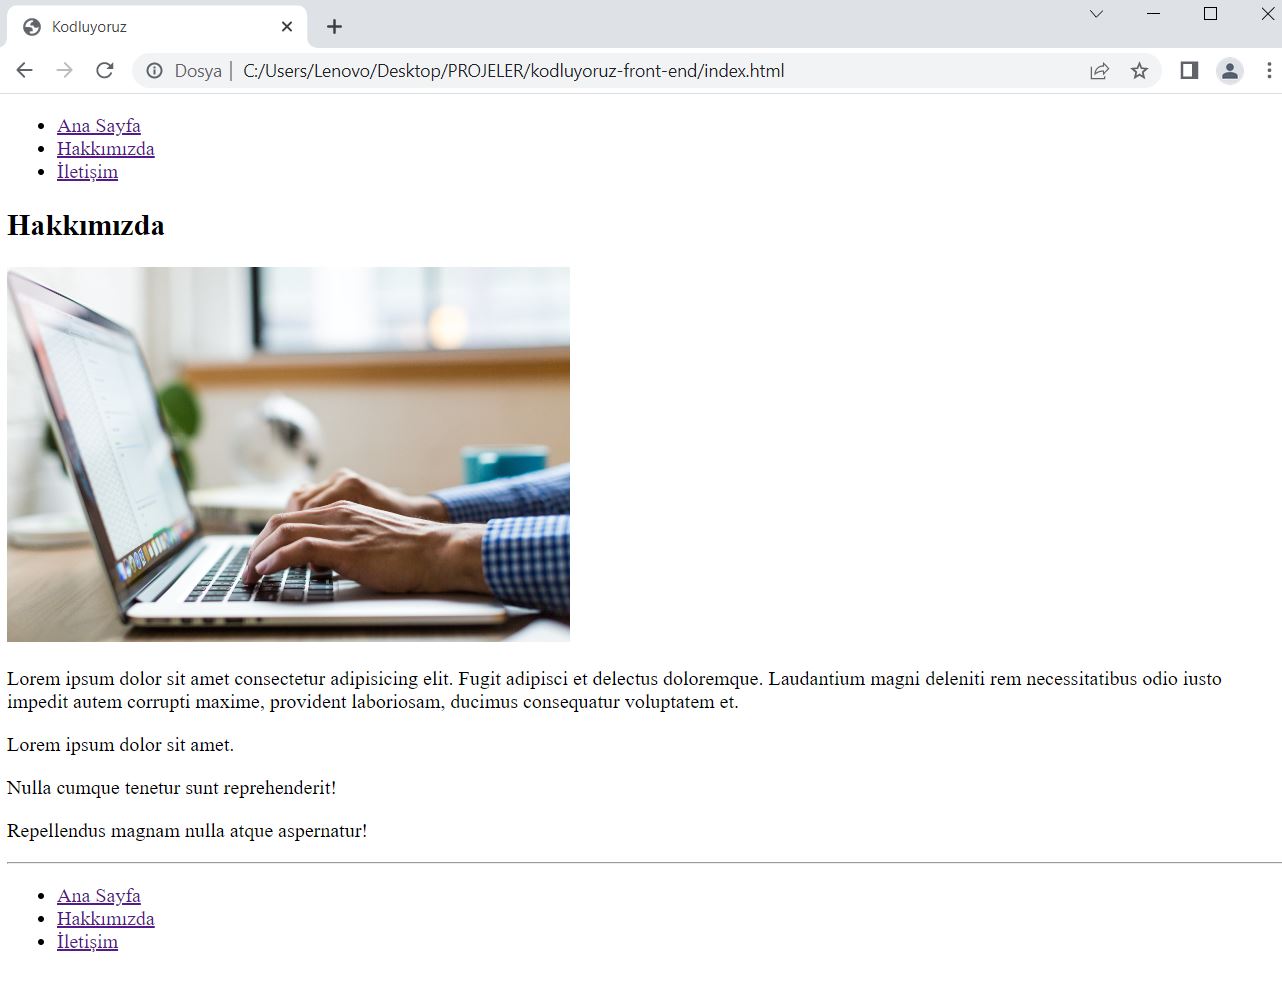 Kodluyoruz
Dosya | C:/Users/Lenovo/Desktop/PROJELER/kodluyoruz-front-end/index.html
Ana Sayfa
Hakkımızda
İletişim
Hakkımızda
Lorem ipsum dolor sit amet consectetur adipisicing elit. Fugit adipisci et delectus doloremque. Laudantium magni deleniti rem necessitatibus odio iusto
impedit autem corrupti maxime, provident laboriosam, ducimus consequatur voluptatem et.
Lorem ipsum dolor sit amet.
Nulla cumque tenetur sunt reprehenderit!
Repellendus magnam nulla atque aspernatur!
Ana Sayfa
Hakkımızda
İletişim